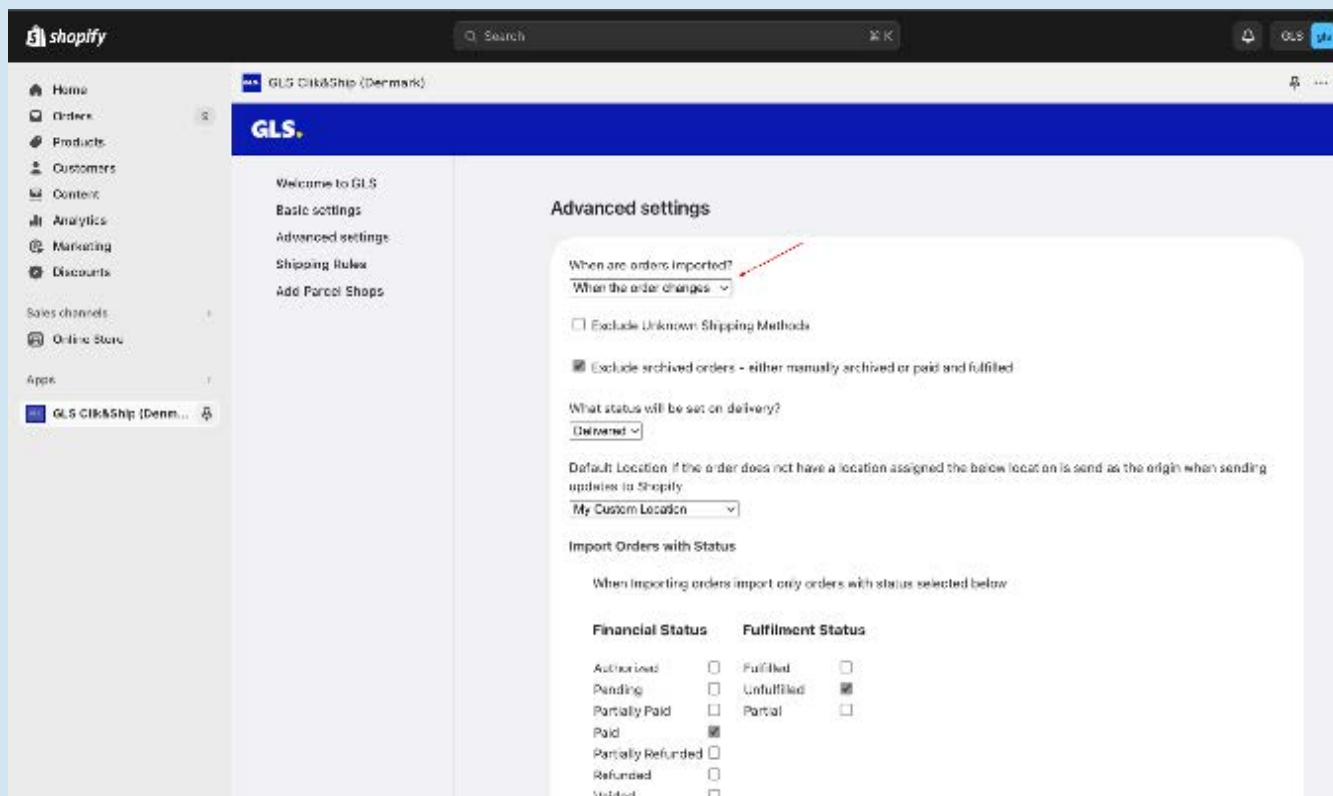 shopify
Search
⌘ K
GLS
Home
GLS Clik&Ship (Denmark)
Orders
Products
GLS.
Customers
Content
Analytics
Marketing
Discounts
Sales channels
Online Store
Apps
GLS Clik&Ship (Denm...
Welcome to GLS
Basic settings
Advanced settings
Shipping Rules
Add Parcel Shops
Advanced settings
When are orders imported?
When the order changes
Exclude Unknown Shipping Methods
Exclude archived orders - either manually archived or paid and fulfilled
What status will be set on delivery?
Delivered
Default Location if the order does not have a location assigned the below location is send as the origin when sending
updates to Shopify
My Custom Location
Import Orders with Status
When Importing orders import only orders with status selected below
Financial Status Fulfilment Status
Authorized Fulfilled
Pending Unfulfilled
Partially Paid Partial
Paid
Partially Refunded
Refunded
Voided